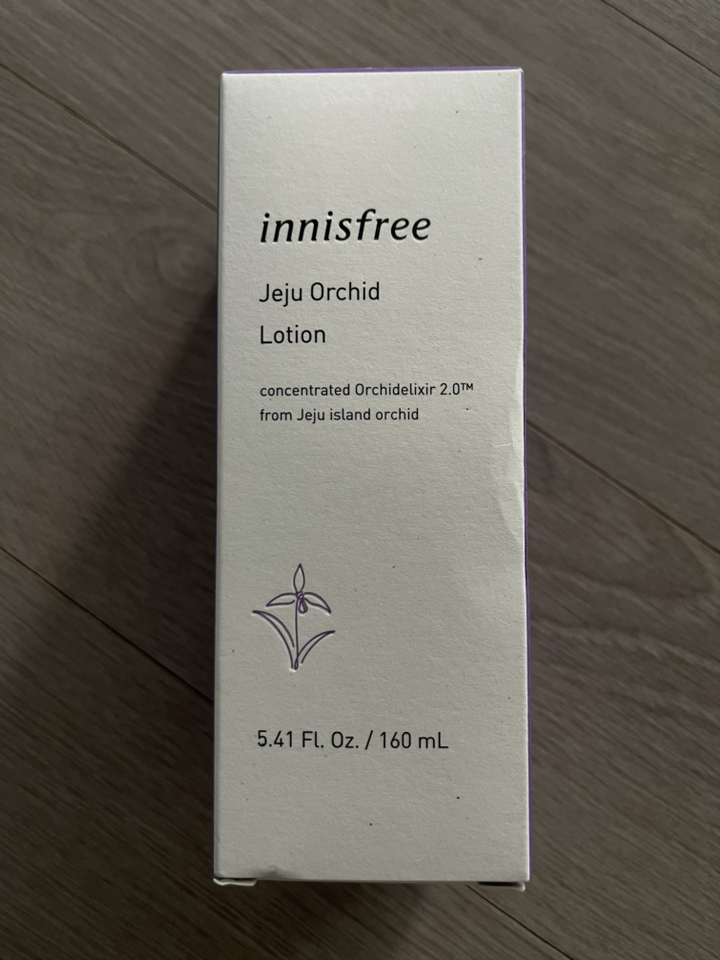 innisfree
Jeju Orchid
Lotion
concentrated Orchidelixir 2.0™
from Jeju island orchid
5.41 Fl. Oz. / 160 mL